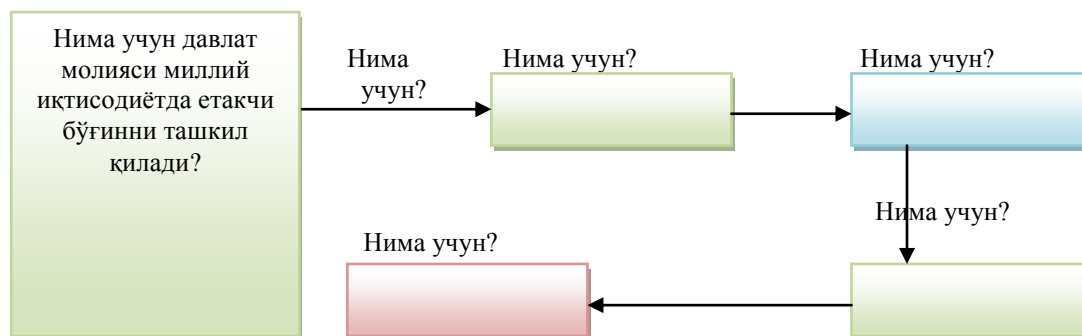 Нима учун давлат
молияси миллий
иқтисодиётда етакчи
бўғинни ташкил
қилади?
Нима
учун?
Нима учун?
Нима учун?
Нима учун?
Нима учун?